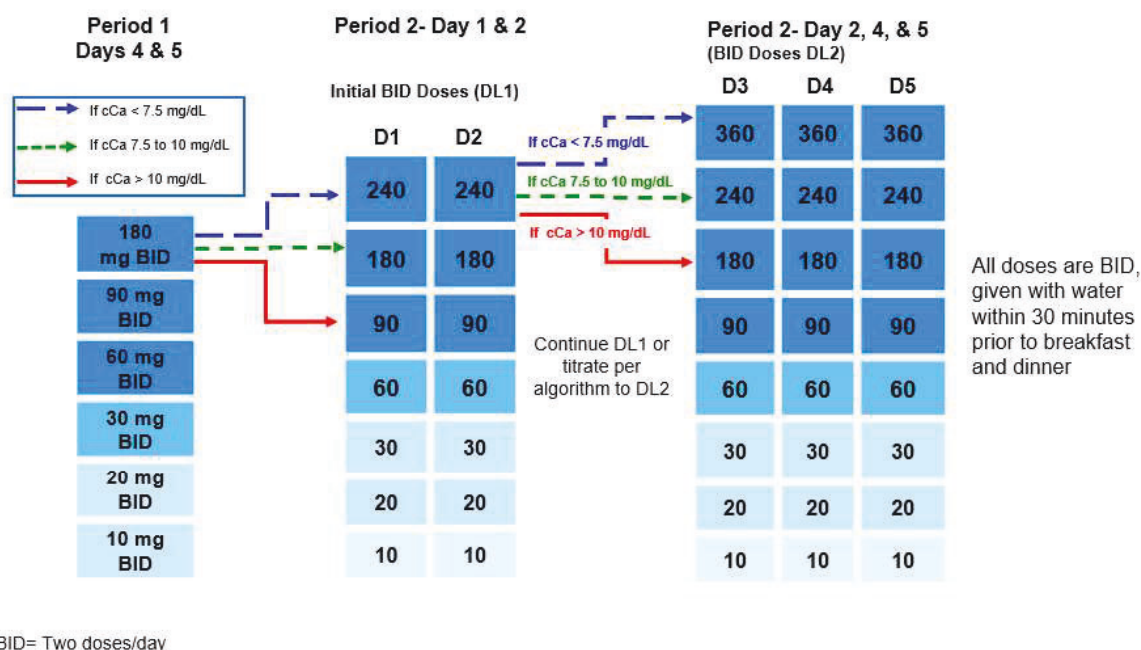 Period 1
Days 4 & 5
Period 2- Day 1 & 2
Period 2- Day 2, 4, & 5
(BID Doses DL2)
If cCa < 7.5 mg/dL
If cCa 7.5 to 10 mg/dL
If cCa > 10 mg/dL
Initial BID Doses (DL1)
D1 D2
D3 D4 D5
180
mg BID
90 mg
BID
60 mg
BID
30 mg
BID
20 mg
BID
10 mg
BID
240 240
180 180
90 90
60 60
30 30
20 20
10 10
If cCa < 7.5 mg/dL
If cCa 7.5 to 10 mg/dL
If cCa > 10 mg/dL
Continue DL1 or
titrate per
algorithm to DL2
360 360 360
240 240 240
180 180 180
90 90 90
60 60 60
30 30 30
20 20 20
10 10 10
All doses are BID,
given with water
within 30 minutes
prior to breakfast
and dinner
BID= Two doses/day